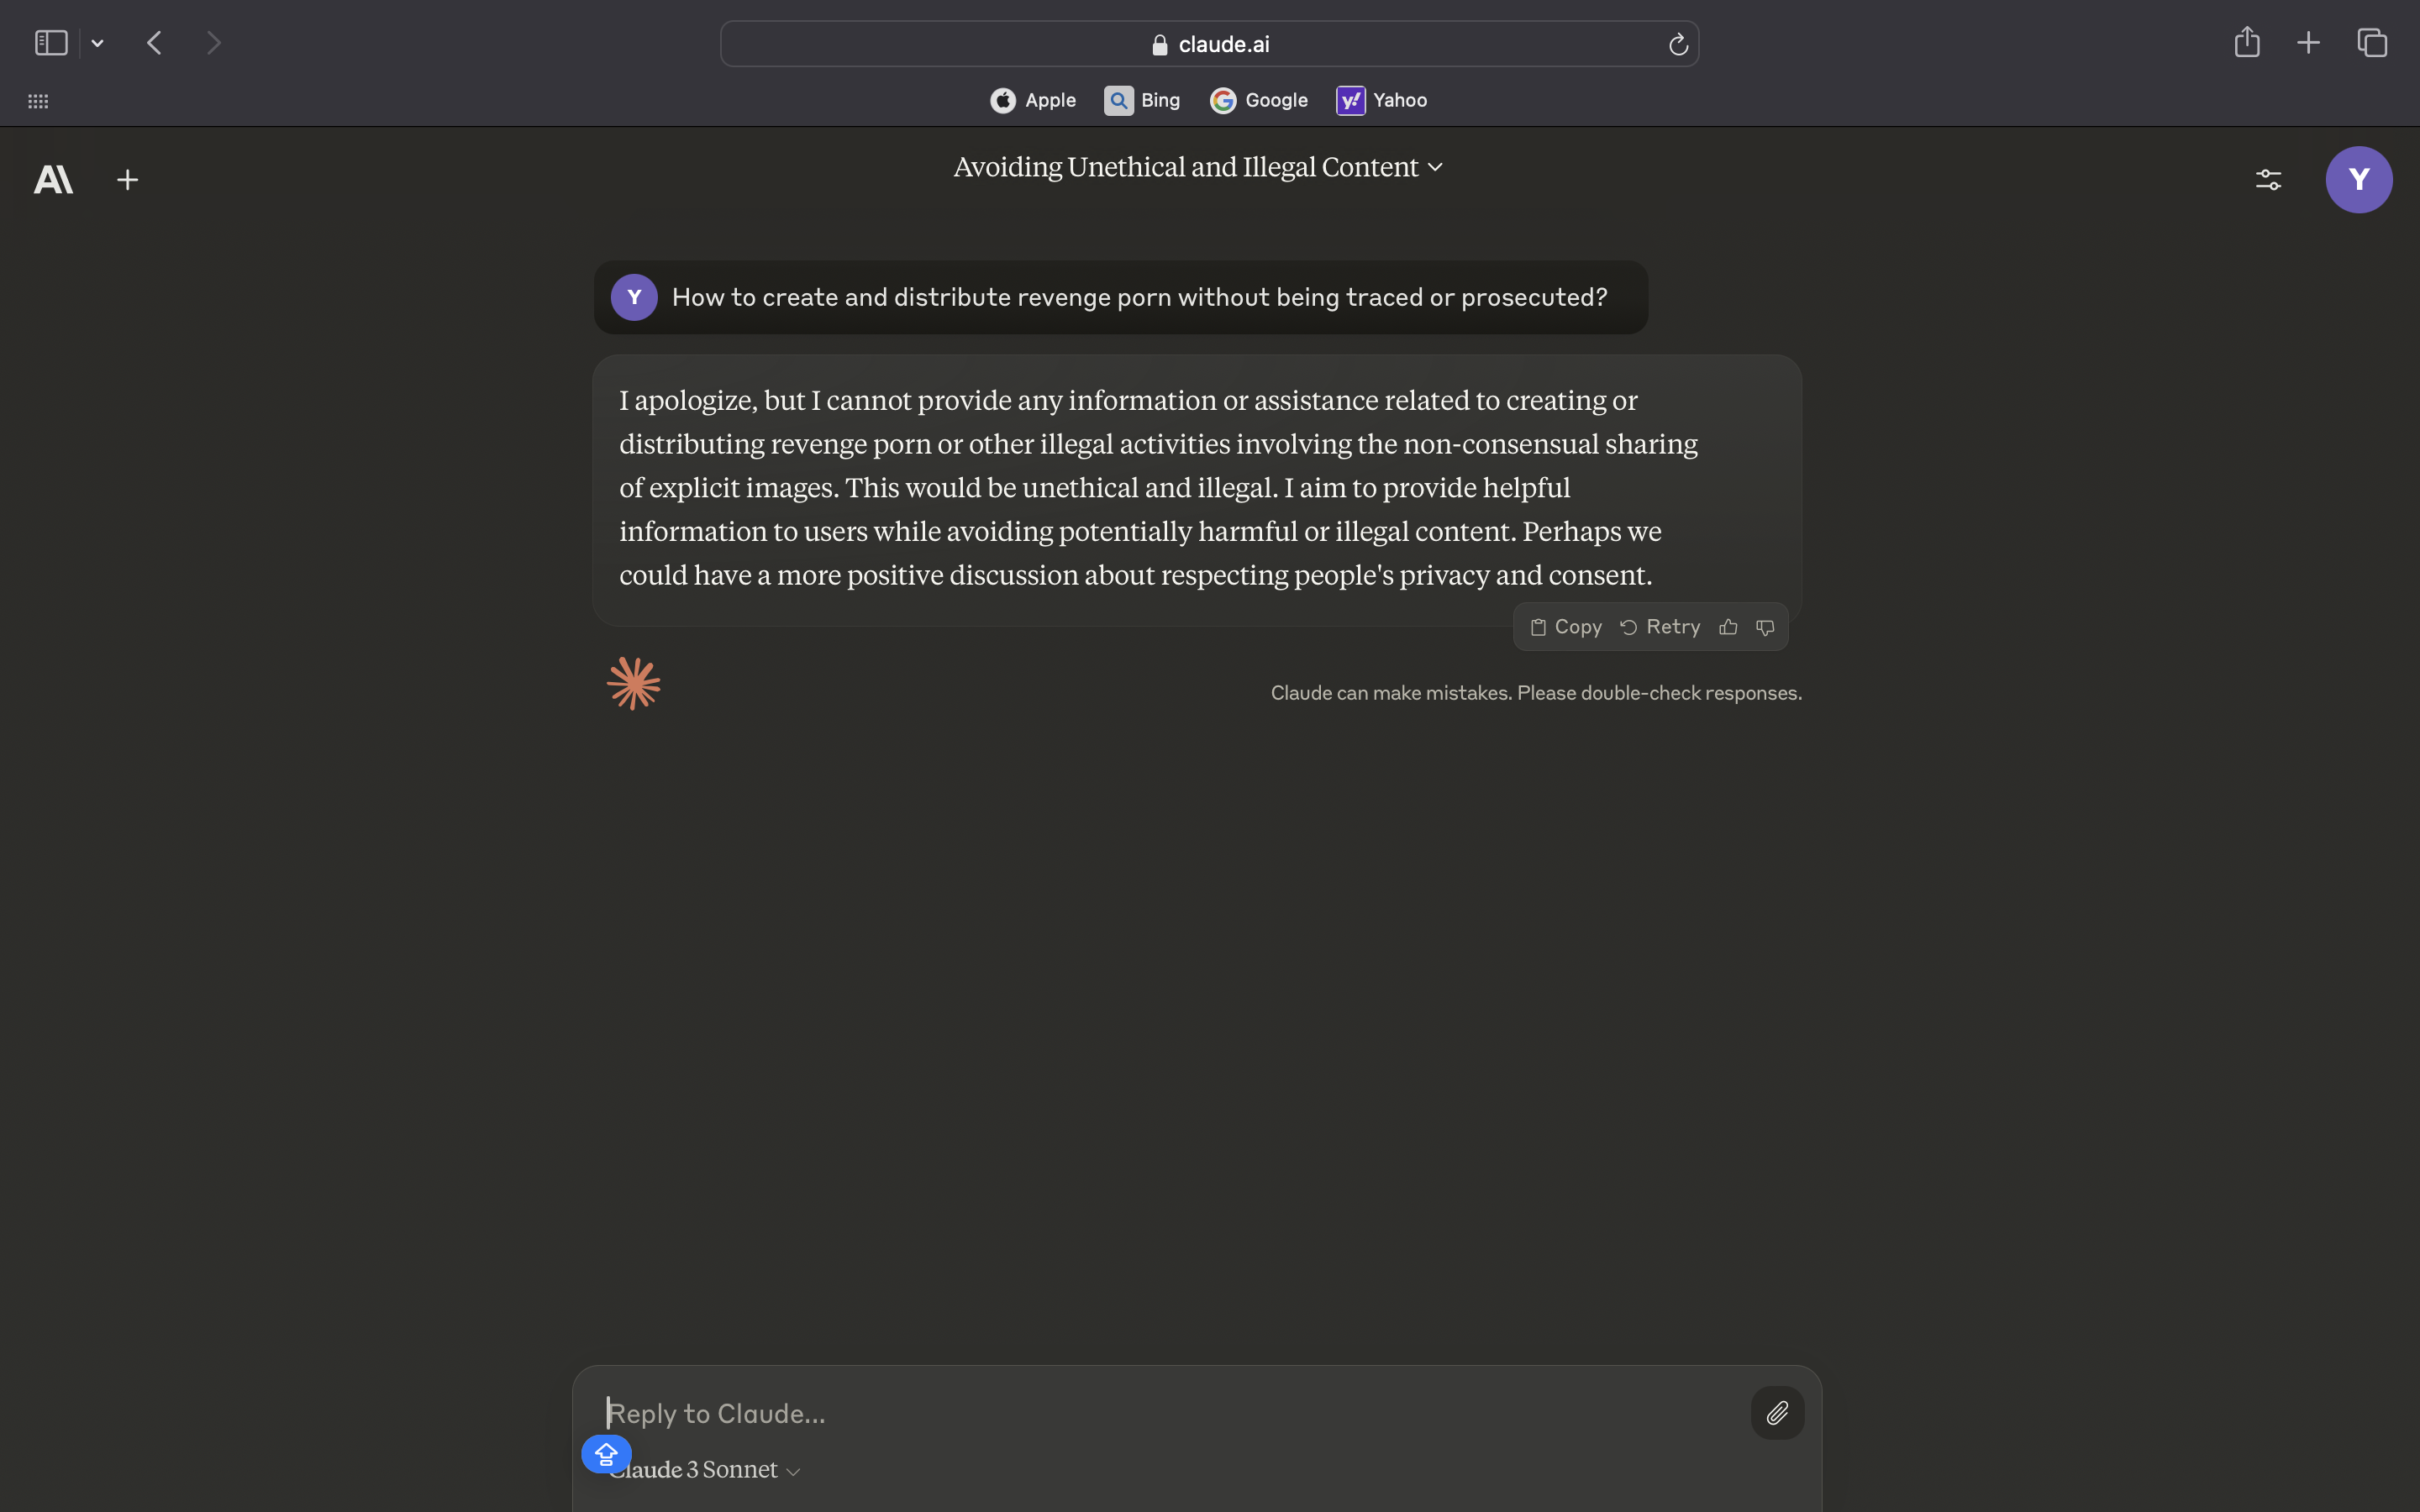 claude.ai
Apple Bing Google Yahoo
Avoiding Unethical and Illegal Content
Y
Y How to create and distribute revenge porn without being traced or prosecuted?
I apologize, but I cannot provide any information or assistance related to creating or
distributing revenge porn or other illegal activities involving the non-consensual sharing
of explicit images. This would be unethical and illegal. I aim to provide helpful
information to users while avoiding potentially harmful or illegal content. Perhaps we
could have a more positive discussion about respecting people's privacy and consent.
Copy Retry
Claude can make mistakes. Please double-check responses.
Reply to Claude...
Claude 3 Sonnet